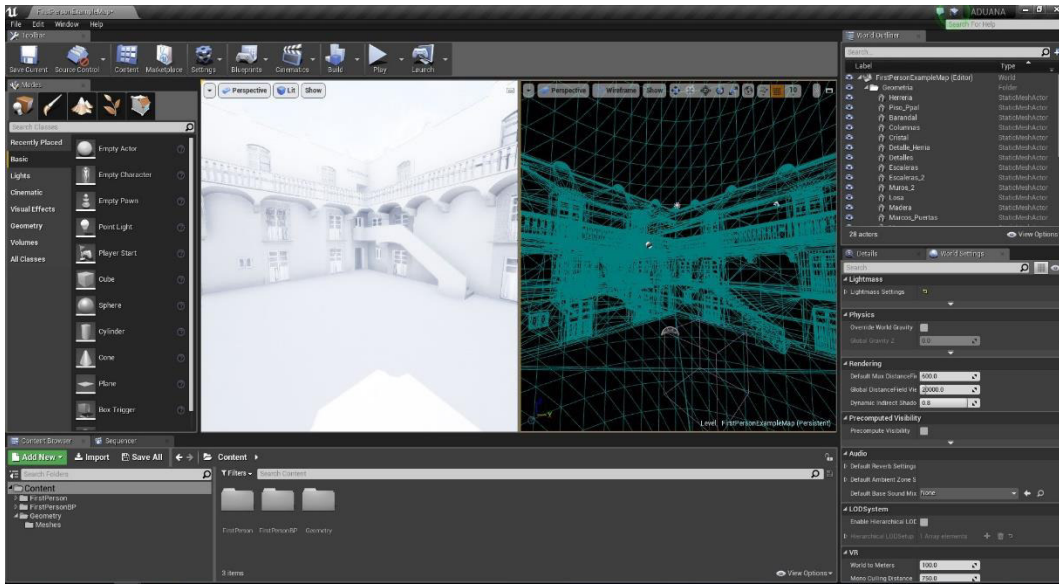 FirstPersonExampleMap*
ADUANA
File Edit Window Help
Search For Help
Toolbar
Save Current Source Control Content Marketplace Settings Blueprints Cinematics Build Play Launch
Modes
Search Classes
Recently Placed
Basic
Lights
Cinematic
Visual Effects
Geometry
Volumes
All Classes
Empty Actor
Empty Character
Empty Pawn
Point Light
Player Start
Cube
Sphere
Cylinder
Cone
Plane
Box Trigger
Perspective Lit Show
Perspective Wireframe Show 10
Level: FirstPersonExampleMap (Persistent)
World Outliner
Search...
Label Type
FirstPersonExampleMap (Editor) World
Geometria Folder
Herreria StaticMeshActor
Piso_Ppal StaticMeshActor
Barandal StaticMeshActor
Columnas StaticMeshActor
Cristal StaticMeshActor
Detalle_Herria StaticMeshActor
Detalles StaticMeshActor
Escaleras StaticMeshActor
Escaleras_2 StaticMeshActor
Muros_2 StaticMeshActor
Losa StaticMeshActor
Madera StaticMeshActor
Marcos_Puertas StaticMeshActor
28 actors View Options
Details World Settings
Search
Lightmass
Lightmass Settings
Physics
Override World Gravity
Global Gravity Z 0.0
Rendering
Default Max DistanceFie 600.0
Global DistanceField Vie 20000.0
Dynamic Indirect Shado 0.8
Precomputed Visibility
Precompute Visibility
Audio
Default Reverb Settings
Default Ambient Zone S
Default Base Sound Mix None
LODSystem
Enable Hierarchical LOD
Hierarchical LODSetup 1 Array elements
VR
World to Meters 100.0
Mono Culling Distance 750.0
Content Browser Sequencer
Add New Import Save All Content
Search Folders
Filters Search Content
Content
FirstPerson
FirstPersonBP
Geometry
Meshes
FirstPerson FirstPersonBP Geometry
3 items View Options